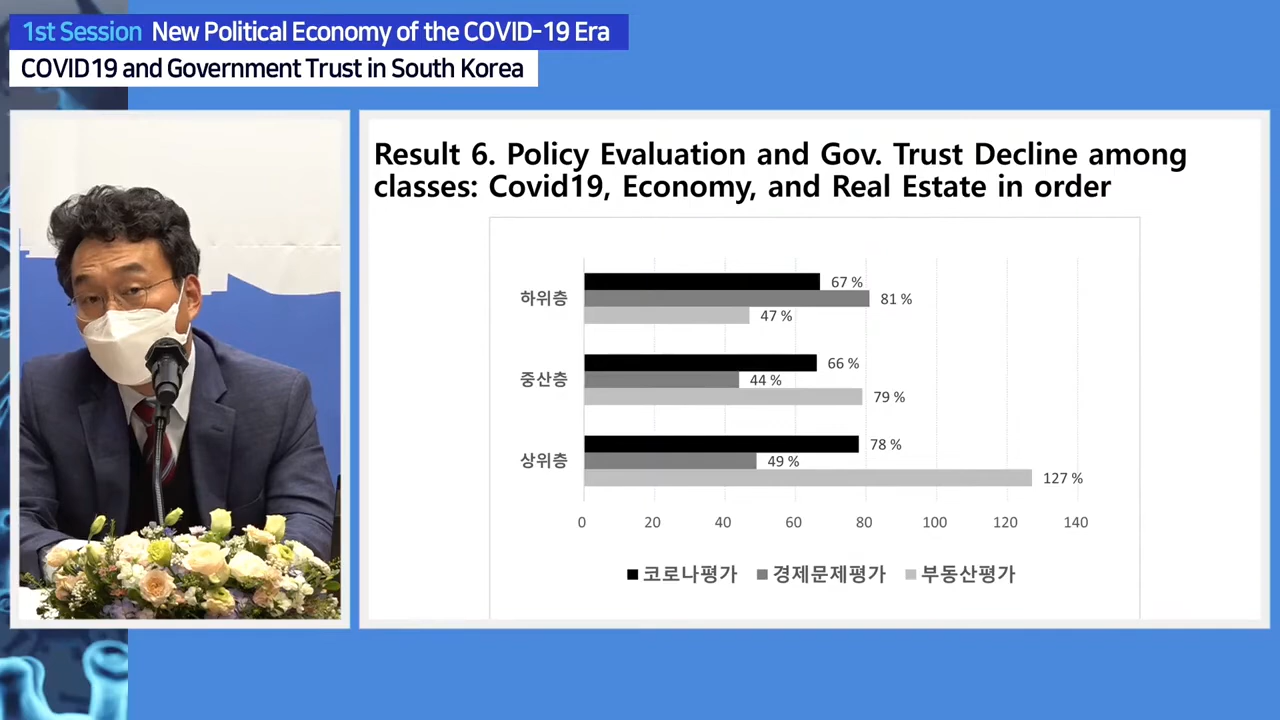 1st Session New Political Economy of the COVID-19 Era
COVID19 and Government Trust in South Korea
Result 6. Policy Evaluation and Gov. Trust Decline among
classes: Covid19, Economy, and Real Estate in order
하위층
67 %
81 %
47 %
중산층
66 %
44 %
79 %
상위층
78 %
49 %
127 %
0 20 40 60 80 100 120 140
코로나평가 경제문제평가 부동산평가